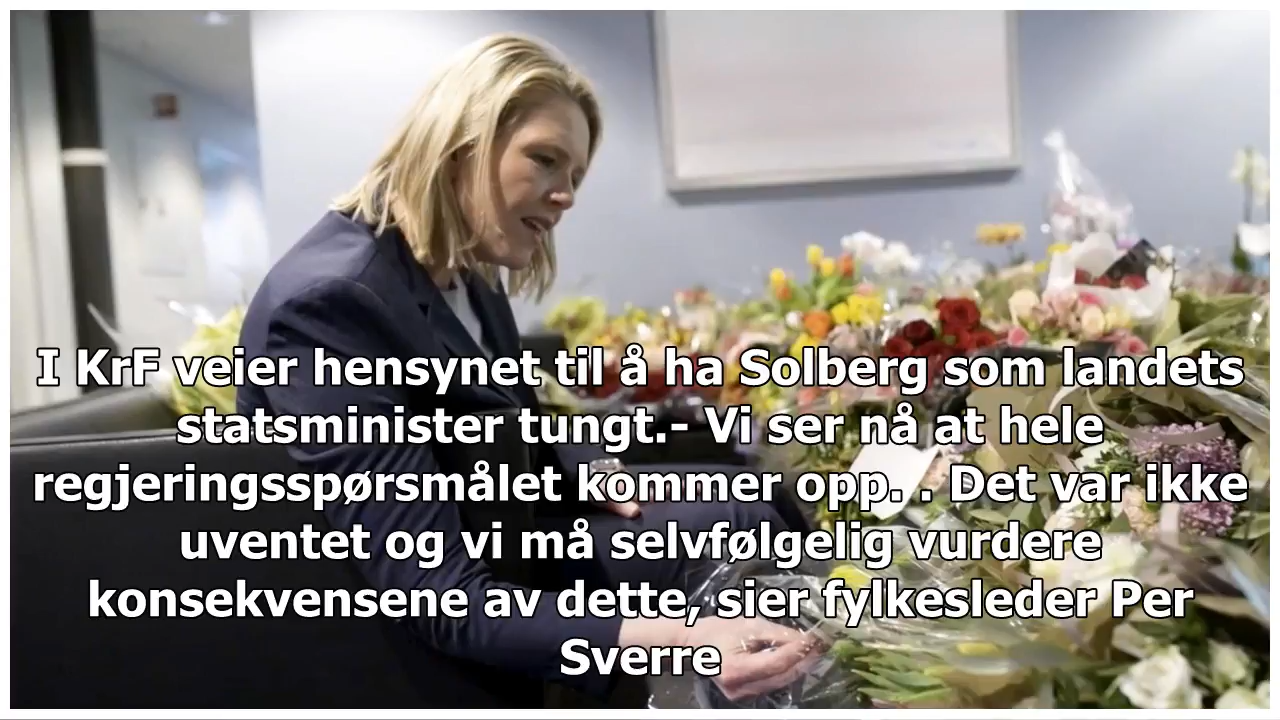 I KrF veier hensynet til å ha Solberg som landets
statsminister tungt.- Vi ser nå at hele
regjeringsspørsmålet kommer opp. . Det var ikke
uventet og vi må selvfølgelig vurdere
konsekvensene av dette, sier fylkesleder Per
Sverre